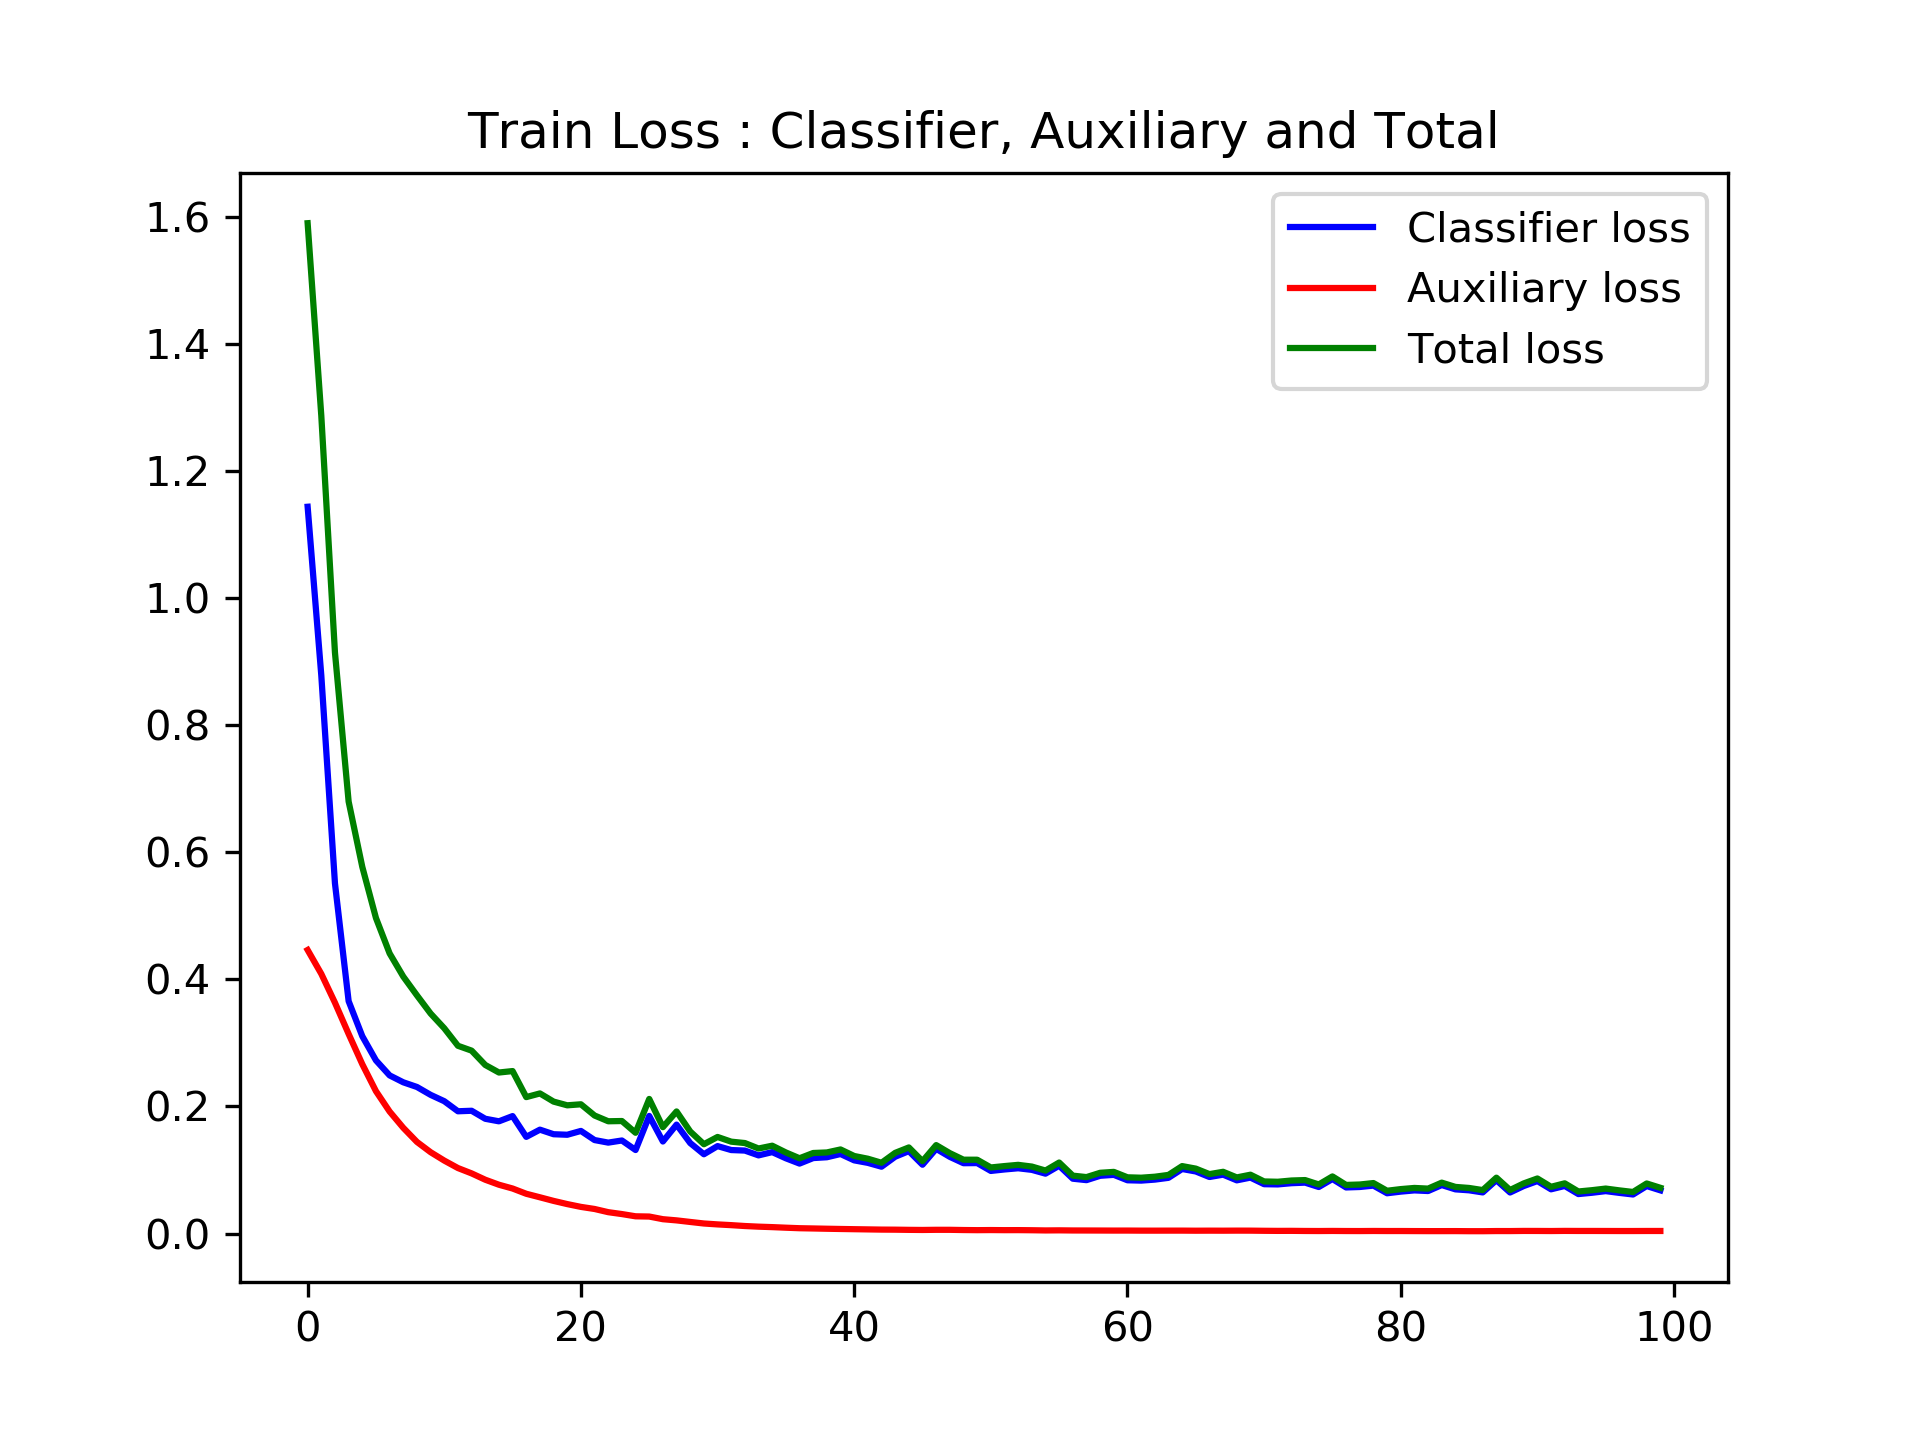 Train Loss : Classifier, Auxiliary and Total
Classifier loss
Auxiliary loss
Total loss
1.6
1.4
1.2
1.0
0.8
0.6
0.4
0.2
0.0
0 20 40 60 80 100